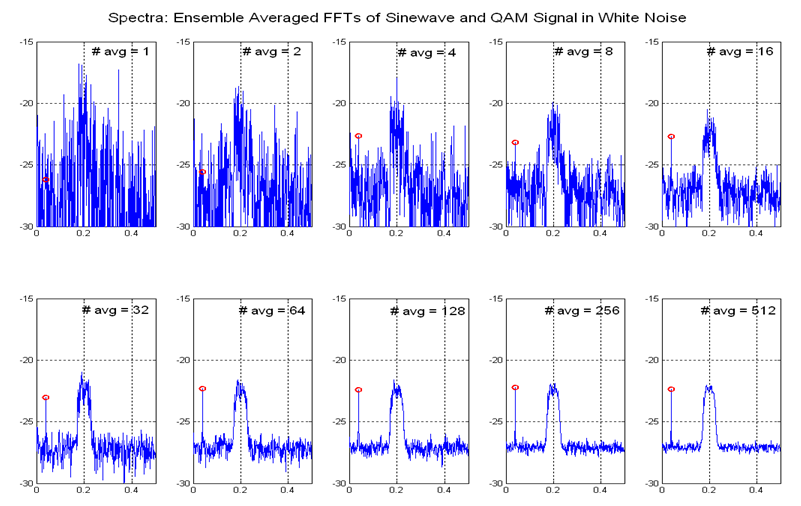 Spectra: Ensemble Averaged FFTs of Sinewave and QAM Signal in White Noise
-15 # avg = 1 -15 # avg = 2 -15 # avg = 4 -15 # avg = 8 -15 # avg = 16
-20 -20 -20 -20 -20
-25 -25 -25 -25 -25
-30 -30 -30 -30 -30
0 0.2 0.4 0 0.2 0.4 0 0.2 0.4 0 0.2 0.4 0 0.2 0.4
-15 # avg = 32 -15 # avg = 64 -15 # avg = 128 -15 # avg = 256 -15 # avg = 512
-20 -20 -20 -20 -20
-25 -25 -25 -25 -25
-30 -30 -30 -30 -30
0 0.2 0.4 0 0.2 0.4 0 0.2 0.4 0 0.2 0.4 0 0.2 0.4